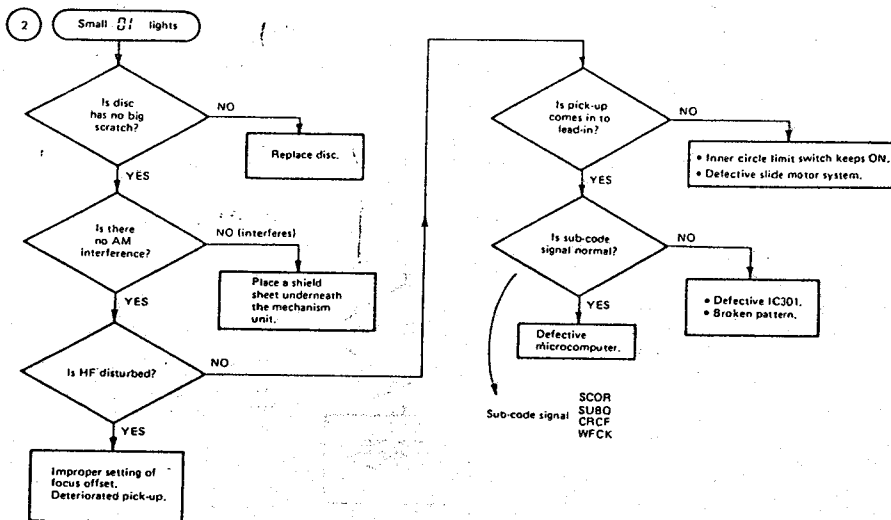 2
Small 01 lights
Is disc
has no big
scratch?
NO
Replace disc.
YES
Is there
no AM
interference?
NO (interferes)
Place a shield
sheet underneath
the mechanism
unit.
YES
Is HF disturbed?
NO
YES
Improper setting of
focus offset.
Deteriorated pick-up.
Is pick-up
comes in to
lead-in?
NO
• Inner circle limit switch keeps ON.
• Defective slide motor system.
YES
Is sub-code
signal normal?
NO
• Defective IC301.
• Broken pattern.
YES
Defective
microcomputer.
Sub-code signal
SCOR
SUBQ
CRCF
WFCK